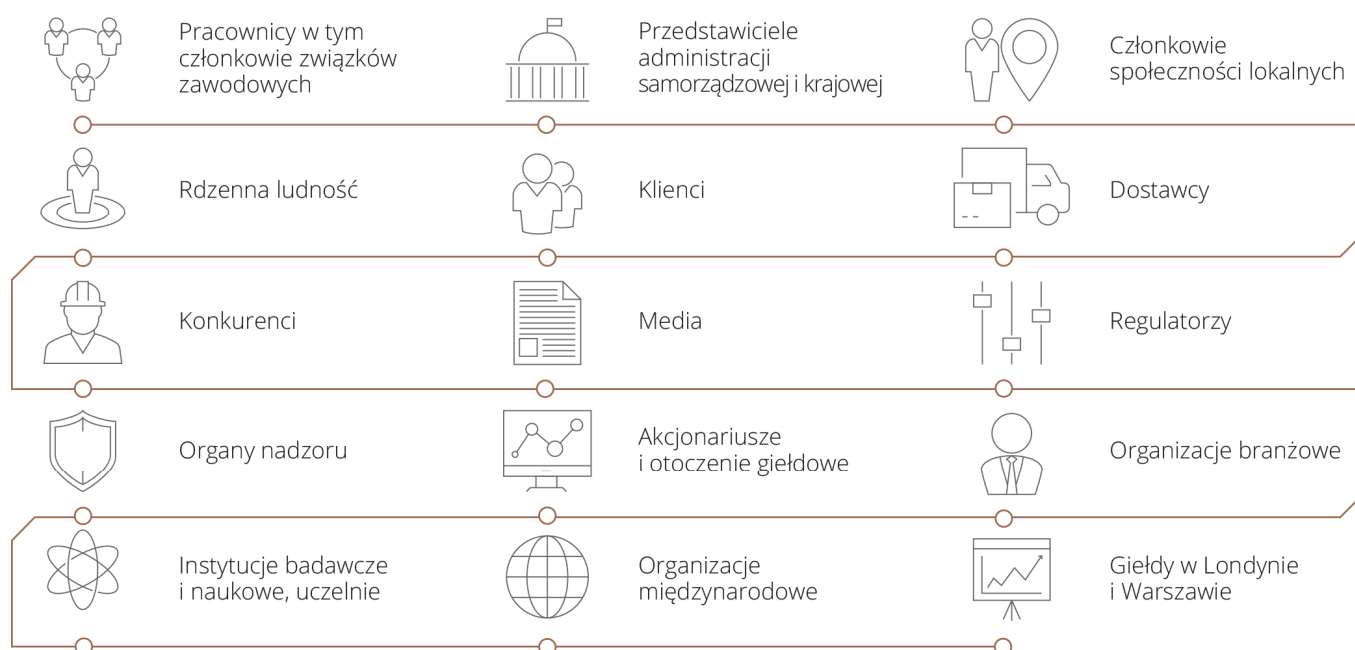 Pracownicy w tym
członkowie związków
zawodowych
Przedstawiciele
administracji
samorządzowej i krajowej
Członkowie
społeczności lokalnych
Rdzenna ludność
Klienci
Dostawcy
Konkurenci
Media
Regulatorzy
Organy nadzoru
Akcjonariusze
i otoczenie giełdowe
Organizacje branżowe
Instytucje badawcze
i naukowe, uczelnie
Organizacje
międzynarodowe
Giełdy w Londynie
i Warszawie